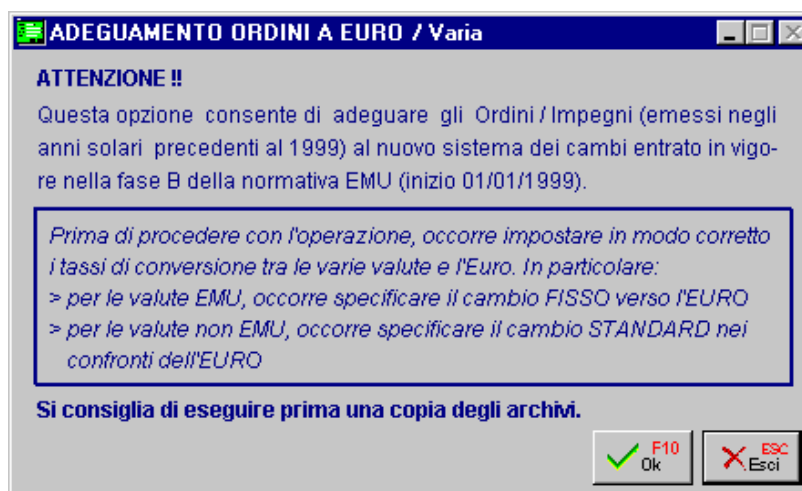 ADEGUAMENTO ORDINI A EURO / Varia
ATTENZIONE !!
Questa opzione consente di adeguare gli Ordini / Impegni (emessi negli
anni solari precedenti al 1999) al nuovo sistema dei cambi entrato in vigo-
re nella fase B della normativa EMU (inizio 01/01/1999).
Prima di procedere con l'operazione, occorre impostare in modo corretto
i tassi di conversione tra le varie valute e l'Euro. In particolare:
> per le valute EMU, occorre specificare il cambio FISSO verso l'EURO
> per le valute non EMU, occorre specificare il cambio STANDARD nei
confronti dell'EURO
Si consiglia di eseguire prima una copia degli archivi.
F10
Ok
ESC
Esci